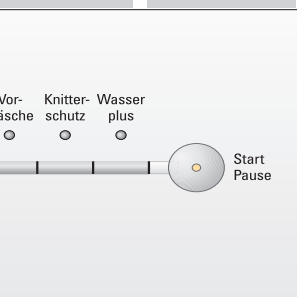 Vor- Knitter- Wasser
äsche schutz plus
Start
Pause